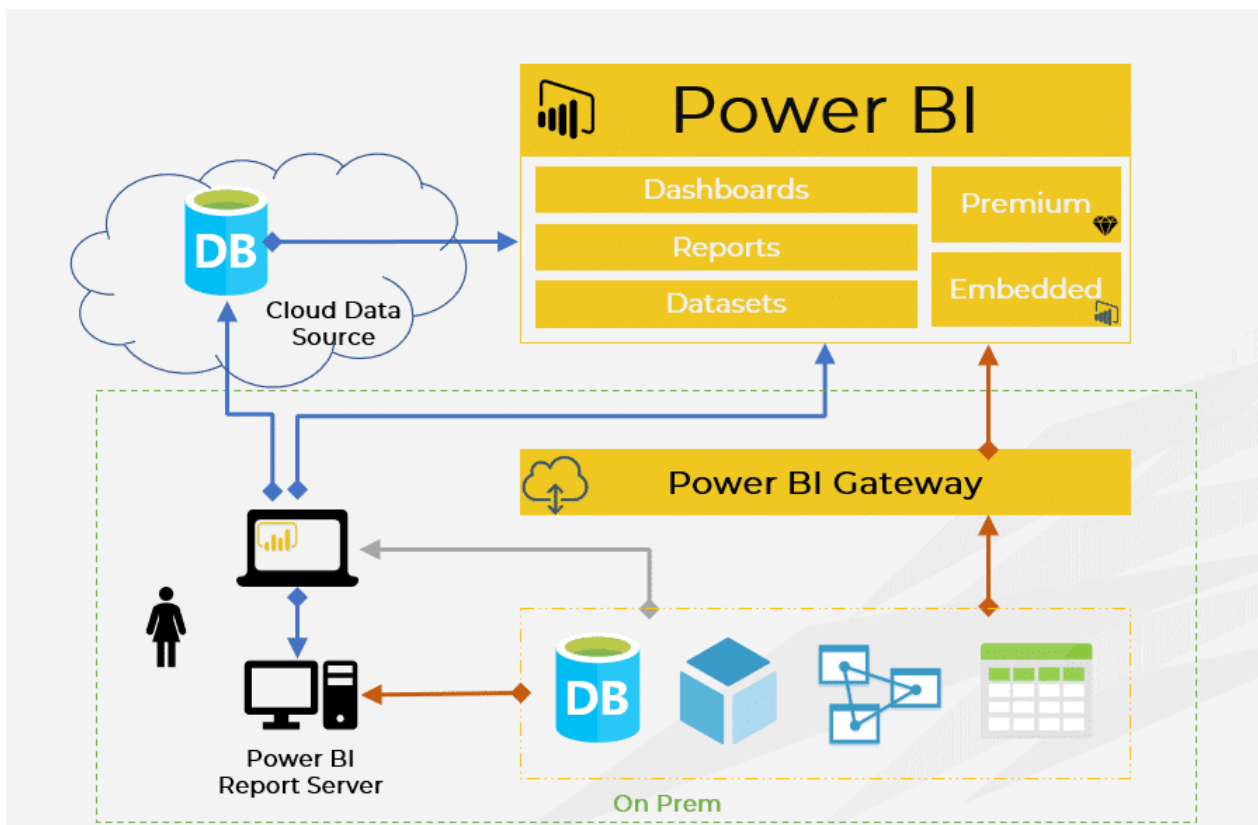 Power BI
Dashboards
Premium
Reports
Embedded
Datasets
DB
Cloud Data
Source
Power BI Gateway
DB
Power BI
Report Server
On Prem